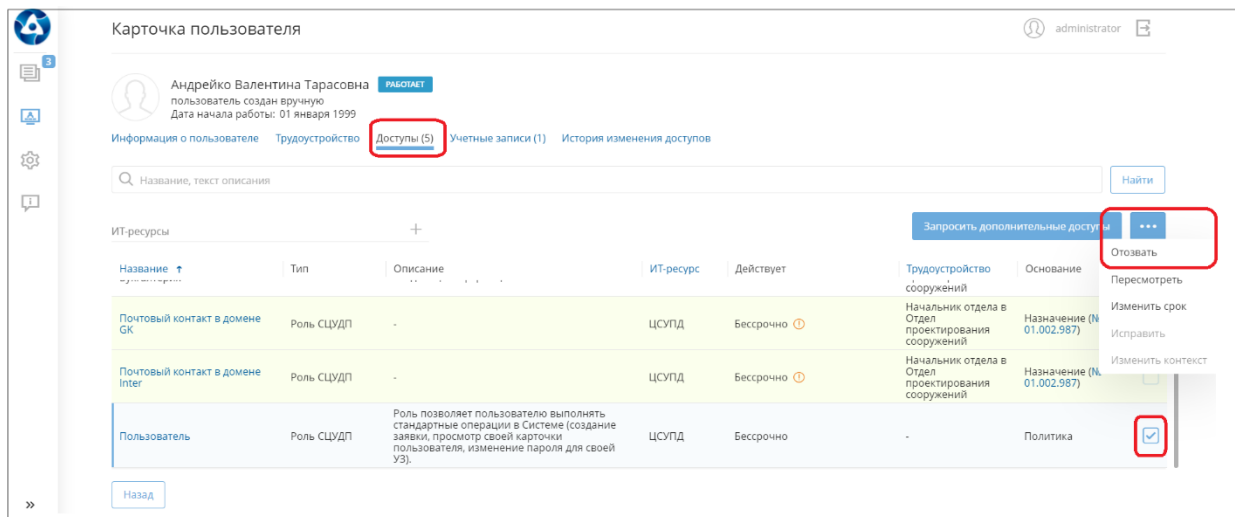 Карточка пользователя
administrator
3
Андрейко Валентина Тарасовна РАБОТАЕТ
пользователь создан вручную
Дата начала работы: 01 января 1999
Информация о пользователе Трудоустройство Доступы (5) Учетные записи (1) История изменения доступов
Название, текст описания Найти
ИТ-ресурсы + Запросить дополнительные доступы ...
Отозвать
Пересмотреть
Изменить срок
Исправить
Изменить контекст
Название ↑ Тип Описание ИТ-ресурс Действует Трудоустройство Основание
сооружений
Почтовый контакт в домене
GK
Роль СЦУДП - ЦСУПД Бессрочно
Начальник отдела в
Отдел
проектирования
сооружений
Назначение (№
01.002.987)
Почтовый контакт в домене
Inter
Роль СЦУДП - ЦСУПД Бессрочно
Начальник отдела в
Отдел
проектирования
сооружений
Назначение (№
01.002.987)
Пользователь Роль СЦУДП
Роль позволяет пользователю выполнять
стандартные операции в Системе (создание
заявки, просмотр своей карточки
пользователя, изменение пароля для своей
УЗ).
ЦСУПД Бессрочно - Политика
Назад
»